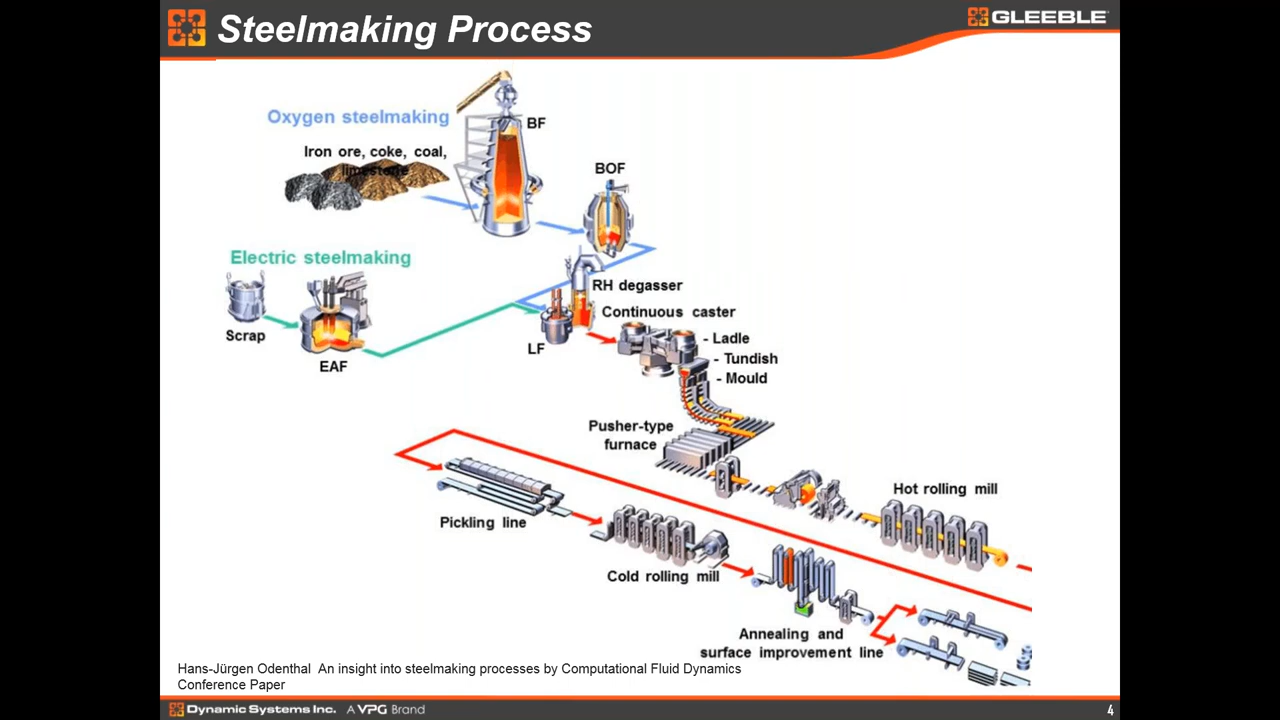 Steelmaking Process
GLEEBLE®
Oxygen steelmaking
BF
Iron ore, coke, coal,
limestone
BOF
Electric steelmaking
RH degasser
Scrap
EAF
LF
Continuous caster
- Ladle
- Tundish
- Mould
Pusher-type
furnace
Hot rolling mill
Pickling line
Cold rolling mill
Annealing and
surface improvement line
Hans-Jürgen Odenthal An insight into steelmaking processes by Computational Fluid Dynamics
Conference Paper
Dynamic Systems Inc. A VPG Brand
4